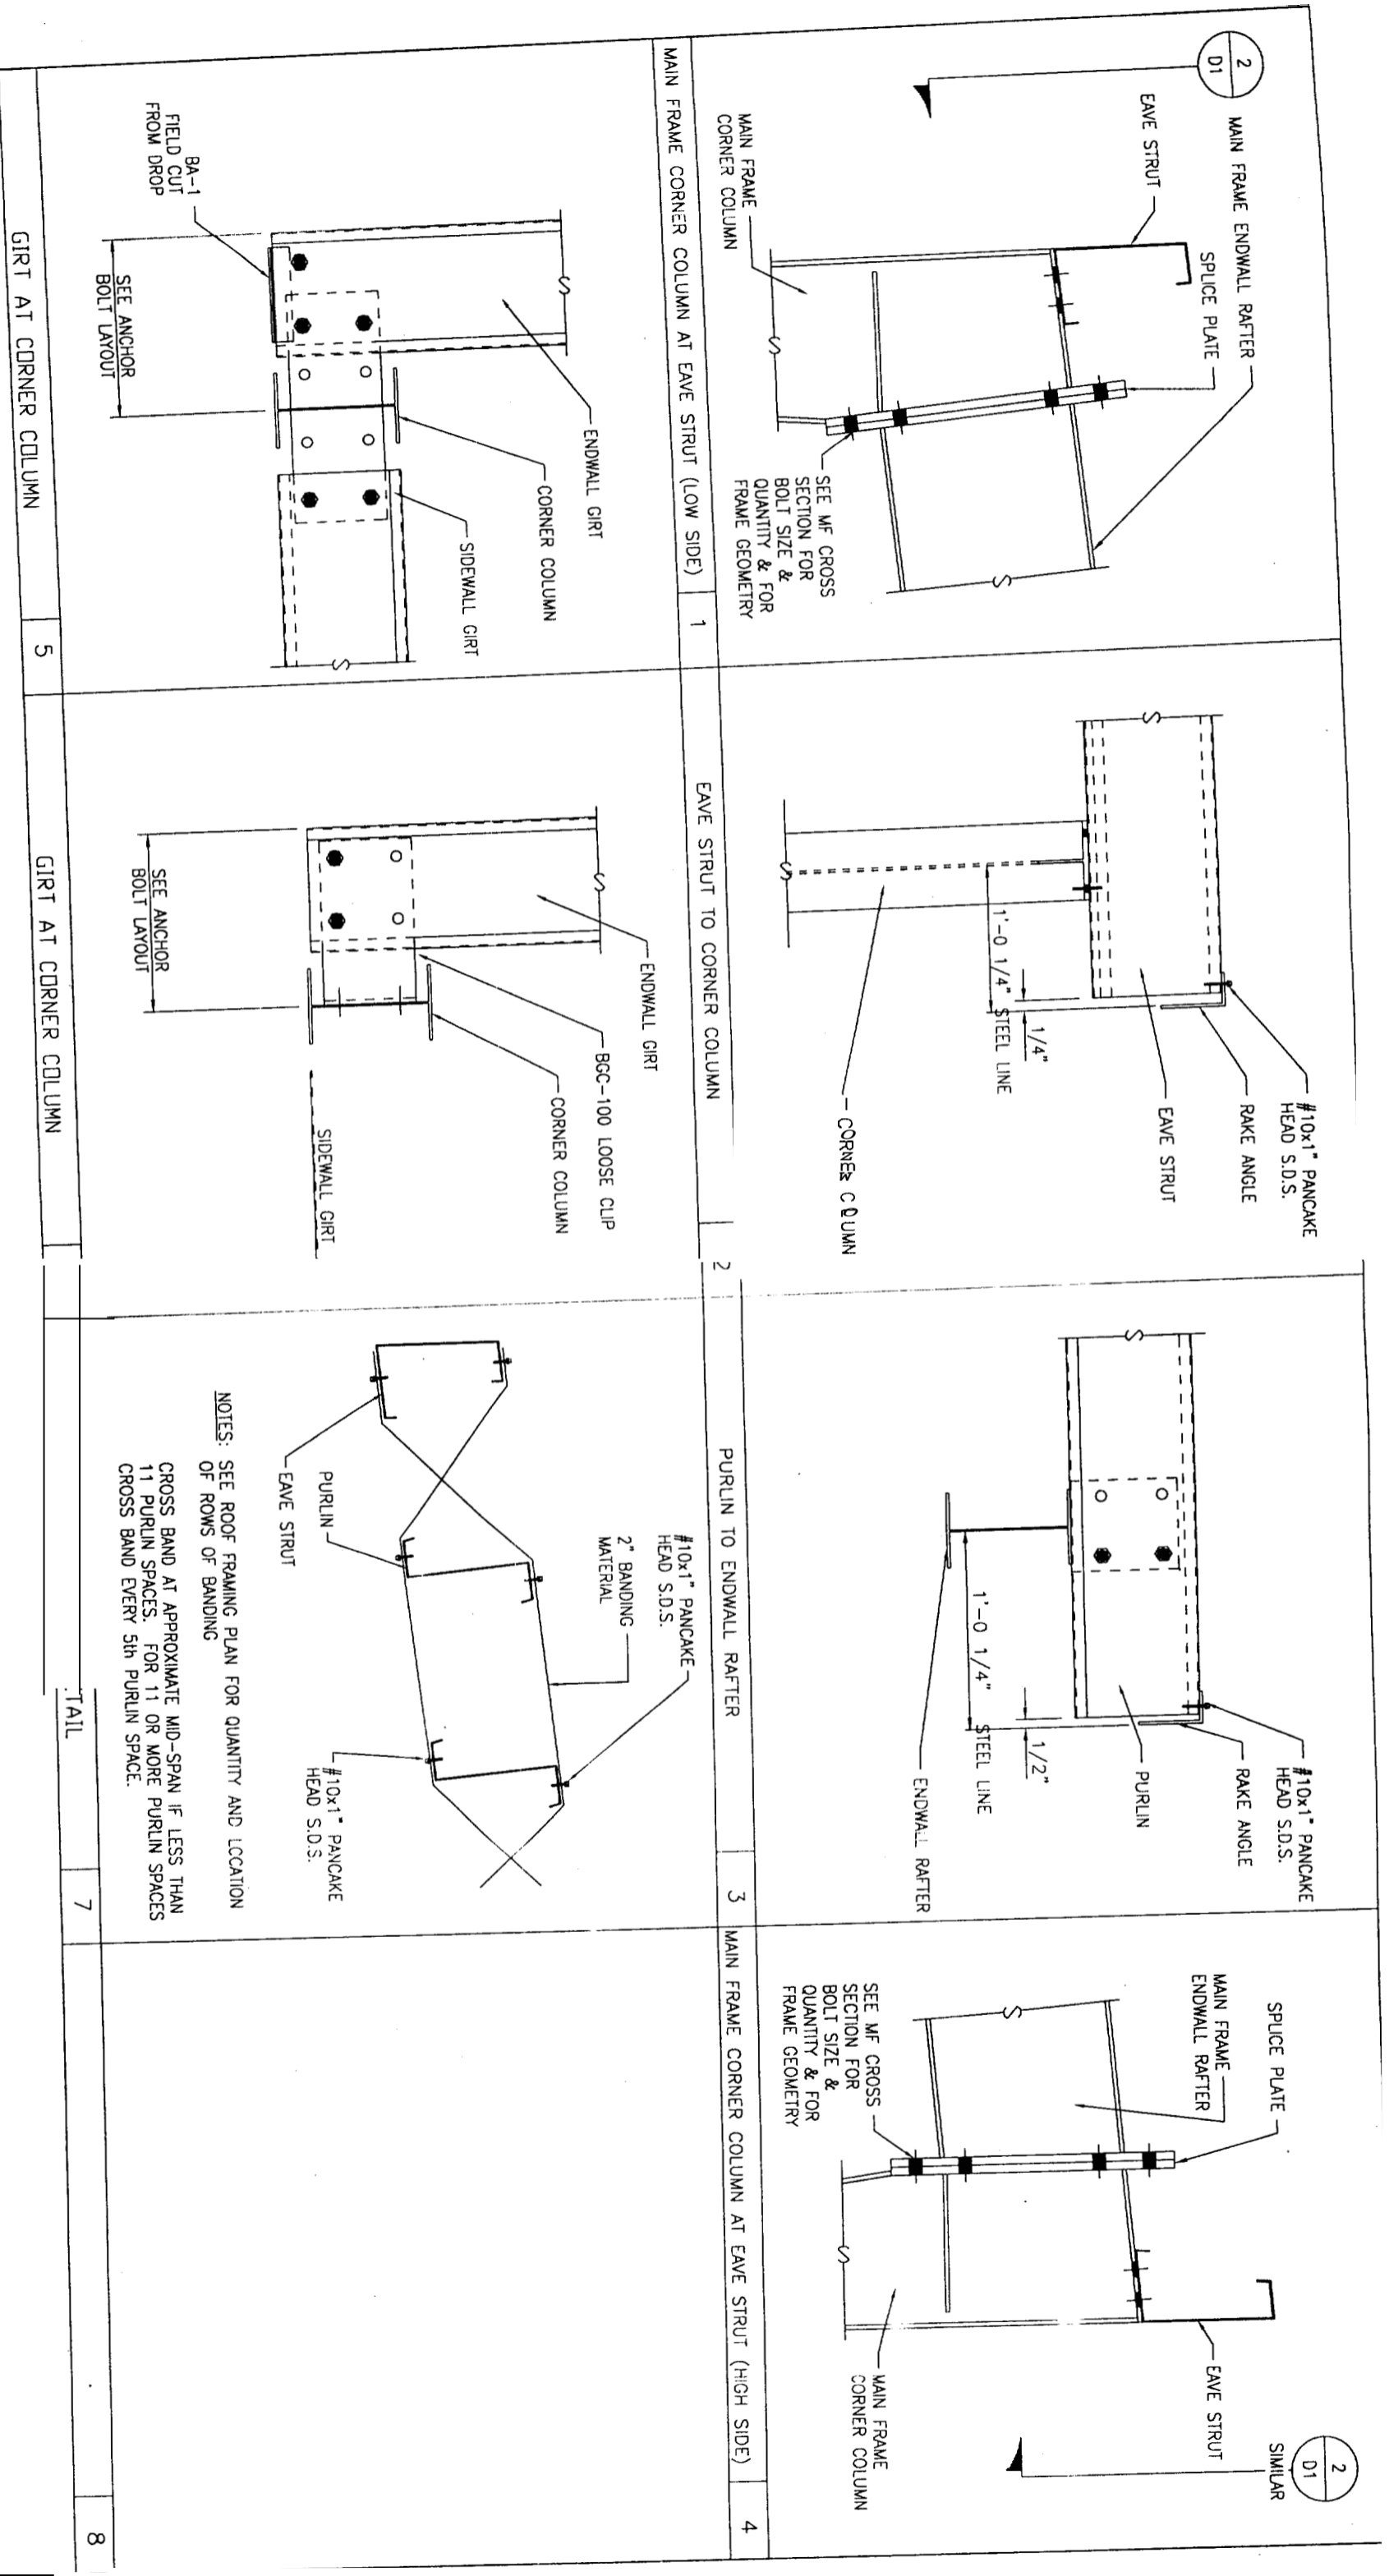 2
D1
MAIN FRAME ENDWALL RAFTER
EAVE STRUT
SPLICE PLATE
MAIN FRAME
CORNER COLUMN
SEE MF CROSS
SECTION FOR
BOLT SIZE &
QUANTITY & FOR
FRAME GEOMETRY
MAIN FRAME CORNER COLUMN AT EAVE STRUT (LOW SIDE)
1
#10x1" PANCAKE
HEAD S.D.S.
RAKE ANGLE
EAVE STRUT
1/4"
1'-0 1/4" STEEL LINE
CORNER C UMN
EAVE STRUT TO CORNER COLUMN
2
#10x1" PANCAKE
HEAD S.D.S.
RAKE ANGLE
PURLIN
1/2"
1'-0 1/4" STEEL LINE
ENDWALL RAFTER
PURLIN TO ENDWALL RAFTER
3
2
D1
SIMILAR
SPLICE PLATE
MAIN FRAME
ENDWALL RAFTER
EAVE STRUT
SEE MF CROSS
SECTION FOR
BOLT SIZE &
QUANTITY & FOR
FRAME GEOMETRY
MAIN FRAME
CORNER COLUMN
MAIN FRAME CORNER COLUMN AT EAVE STRUT (HIGH SIDE)
4
ENDWALL GIRT
CORNER COLUMN
SIDEWALL GIRT
BA-1
FIELD CUT
FROM DROP
SEE ANCHOR
BOLT LAYOUT
GIRT AT CORNER COLUMN
5
ENDWALL GIRT
BGC-100 LOOSE CLIP
CORNER COLUMN
SIDEWALL GIRT
SEE ANCHOR
BOLT LAYOUT
GIRT AT CORNER COLUMN
#10x1" PANCAKE
HEAD S.D.S.
2" BANDING
MATERIAL
PURLIN
EAVE STRUT
#10x1" PANCAKE
HEAD S.D.S.
NOTES: SEE ROOF FRAMING PLAN FOR QUANTITY AND LOCATION
OF ROWS OF BANDING
CROSS BAND AT APPROXIMATE MID-SPAN IF LESS THAN
11 PURLIN SPACES. FOR 11 OR MORE PURLIN SPACES
CROSS BAND EVERY 5th PURLIN SPACE.
TAIL
7
8